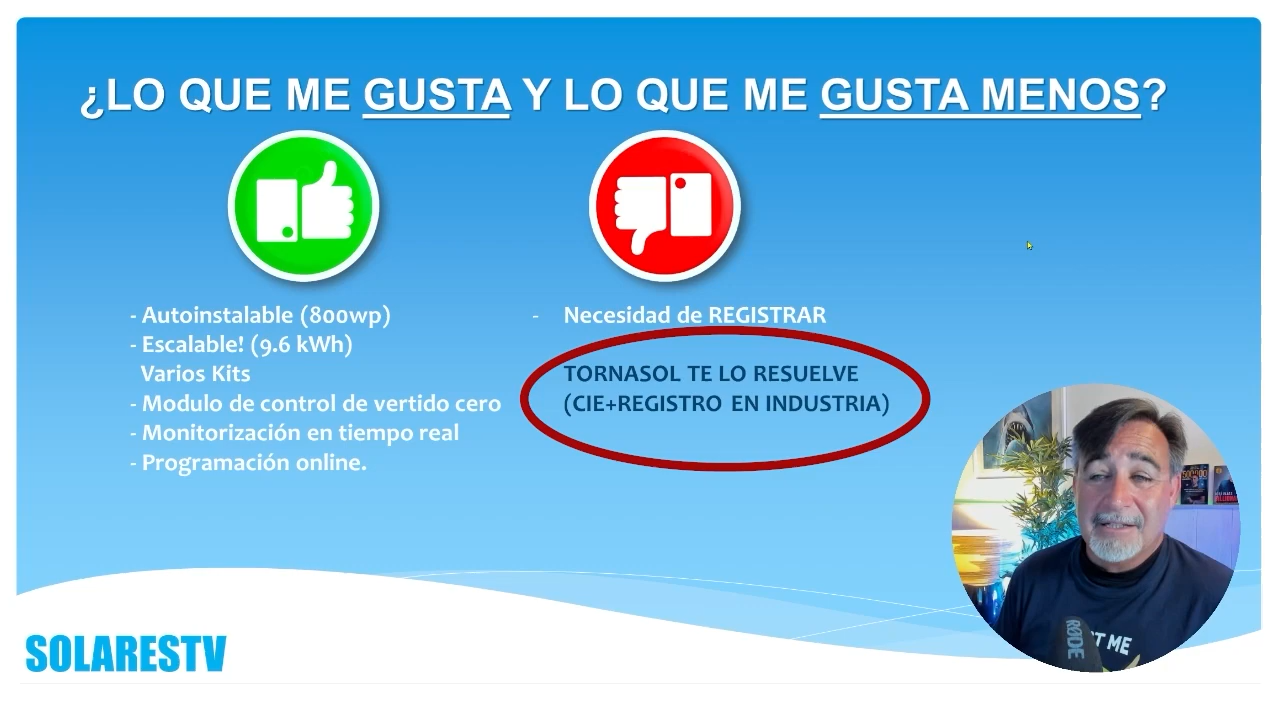 ¿LO QUE ME GUSTA Y LO QUE ME GUSTA MENOS?
- Autoinstalable (800wp)
- Escalable! (9.6 kWh)
Varios Kits
- Modulo de control de vertido cero
- Monitorización en tiempo real
- Programación online.
- Necesidad de REGISTRAR
TORNASOL TE LO RESUELVE
(CIE+REGISTRO EN INDUSTRIA)
RØDE
ME
SOLARESTV